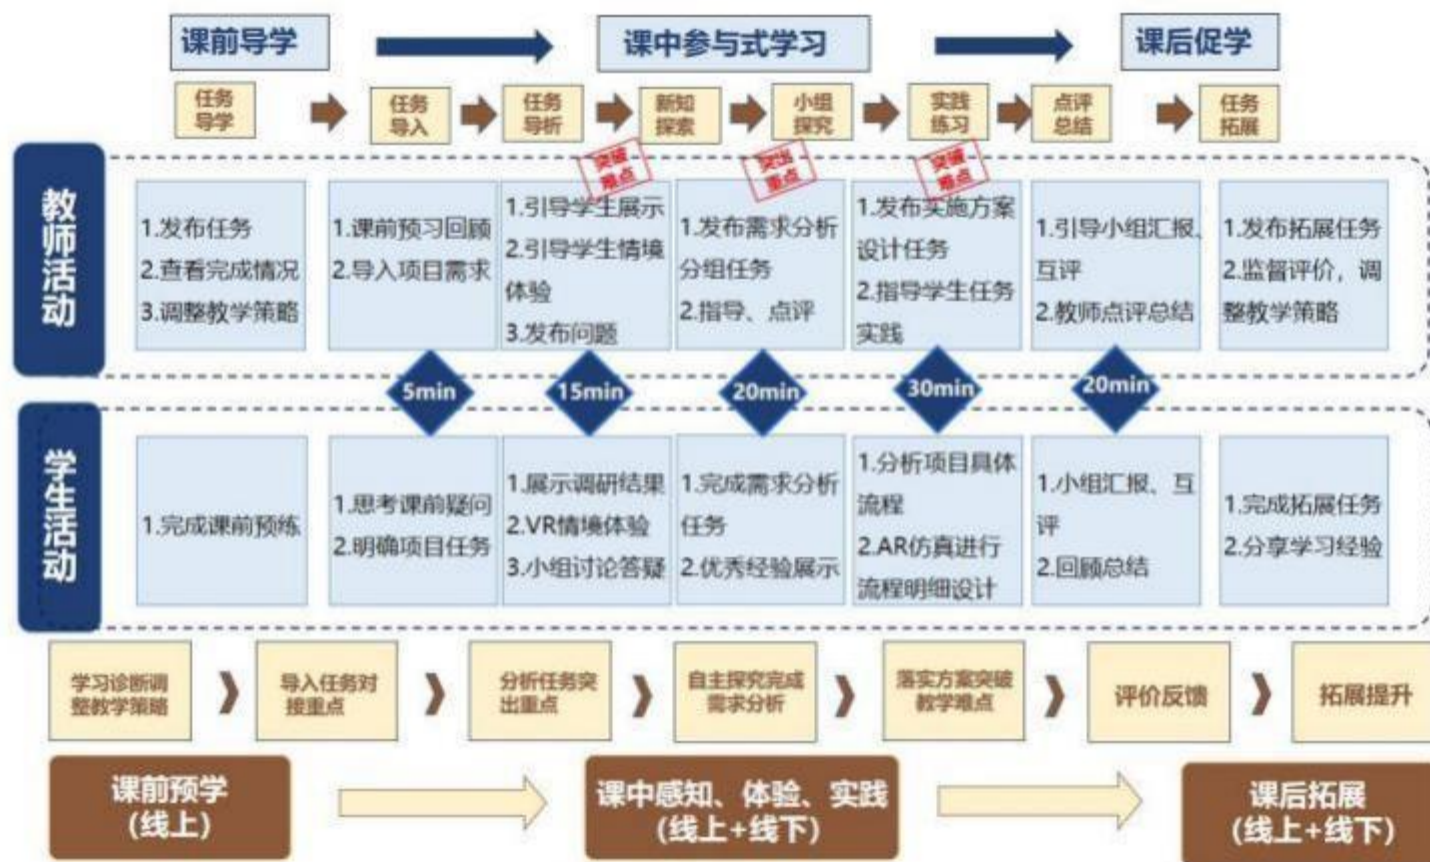 课前导学
课中参与式学习
课后促学
任务
导学
任务
导入
任务
导析
新知
探索
小组
探究
实践
练习
点评
总结
任务
拓展
突破
难点
突出
重点
突破
难点
教师活动
1.发布任务
2.查看完成情况
3.调整教学策略
1.课前预习回顾
2.导入项目需求
1.引导学生展示
2.引导学生情境
体验
3.发布问题
1.发布需求分析
分组任务
2.指导、点评
1.发布实施方案
设计任务
2.指导学生任务
实践
1.引导小组汇报、
互评
2.教师点评总结
1.发布拓展任务
2.监督评价，调
整教学策略
5min
15min
20min
30min
20min
学生活动
1.完成课前预练
1.思考课前疑问
2.明确项目任务
1.展示调研结果
2.VR情境体验
3.小组讨论答疑
1.完成需求分析
任务
2.优秀经验展示
1.分析项目具体
流程
2.AR仿真进行
流程明细设计
1.小组汇报、互
评
2.回顾总结
1.完成拓展任务
2.分享学习经验
学习诊断调
整教学策略
导入任务对
接重点
分析任务突
出重点
自主探究完成
需求分析
落实方案突破
教学难点
评价反馈
拓展提升
课前预学
(线上)
课中感知、体验、实践
(线上+线下)
课后拓展
(线上+线下)